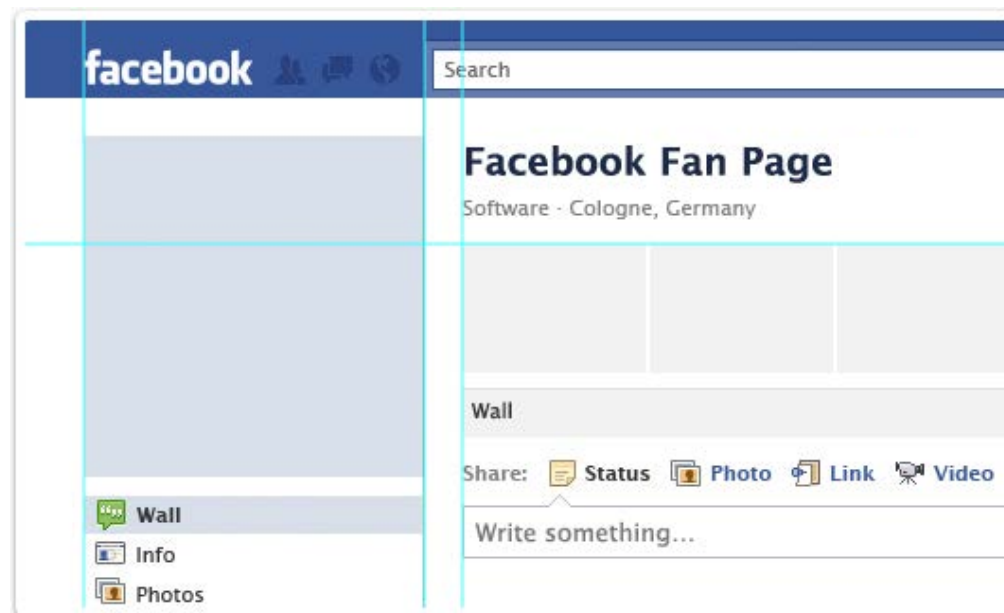 facebook
Search
Facebook Fan Page
Software · Cologne, Germany
Wall
Share: Status Photo Link Video
Write something...
Wall
Info
Photos